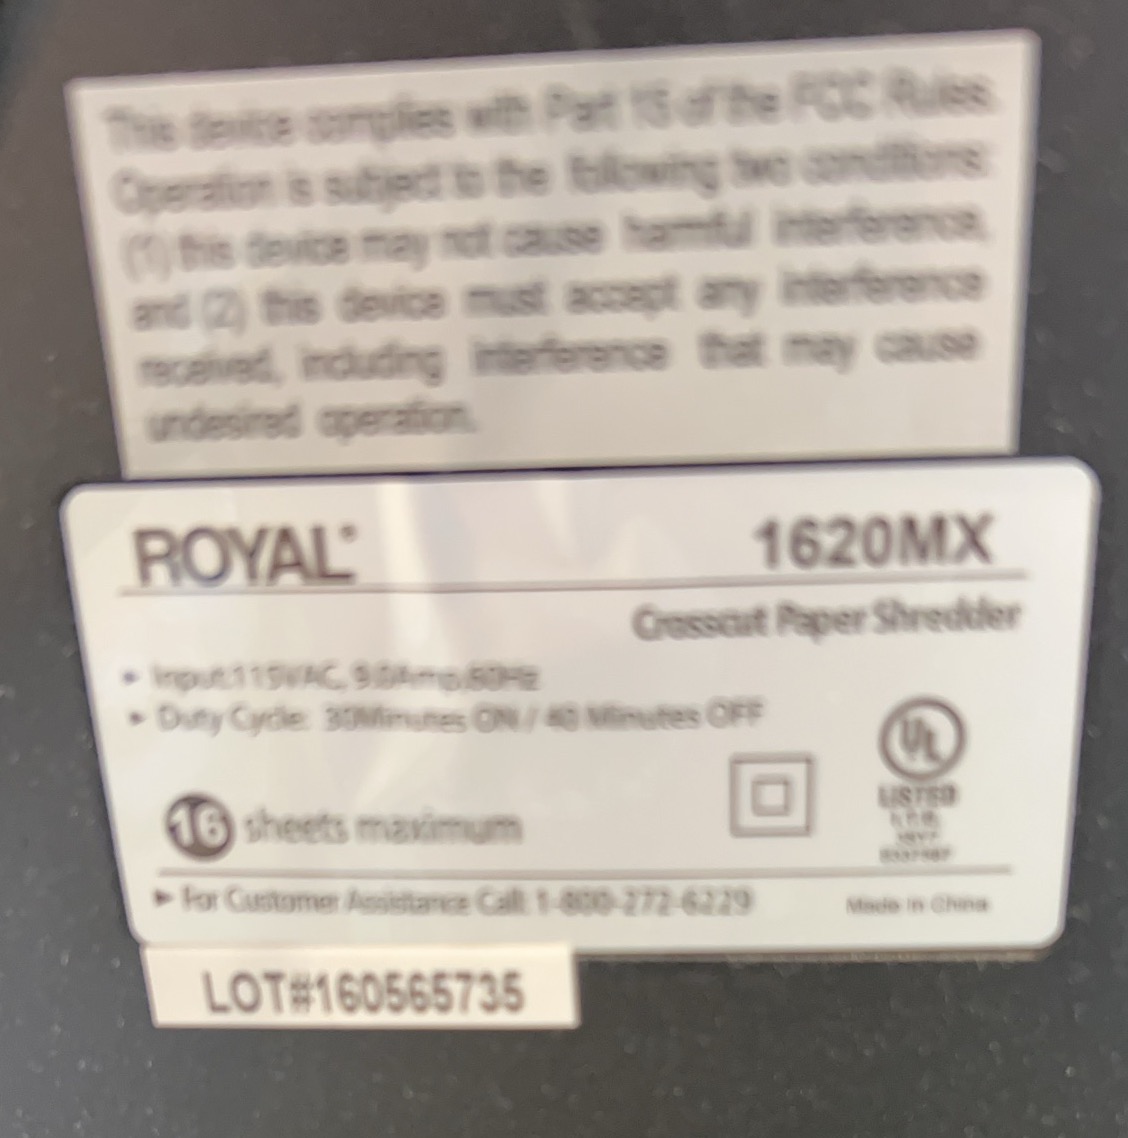 This device complies with Part 15 of the FCC Rules.
Operation is subject to the following two conditions:
(1) this device may not cause harmful interference,
and (2) this device must accept any interference
received, including interference that may cause
undesired operation.
ROYAL®
1620MX
Crosscut Paper Shredder
▸ Input:115VAC, 9.0Amp,60Hz
▸ Duty Cycle: 30Minutes ON / 40 Minutes OFF
UL
LISTED
I.T.E.
16 sheets maximum
▸ For Customer Assistance Call: 1-800-272-6229
Made in China
LOT#160565735